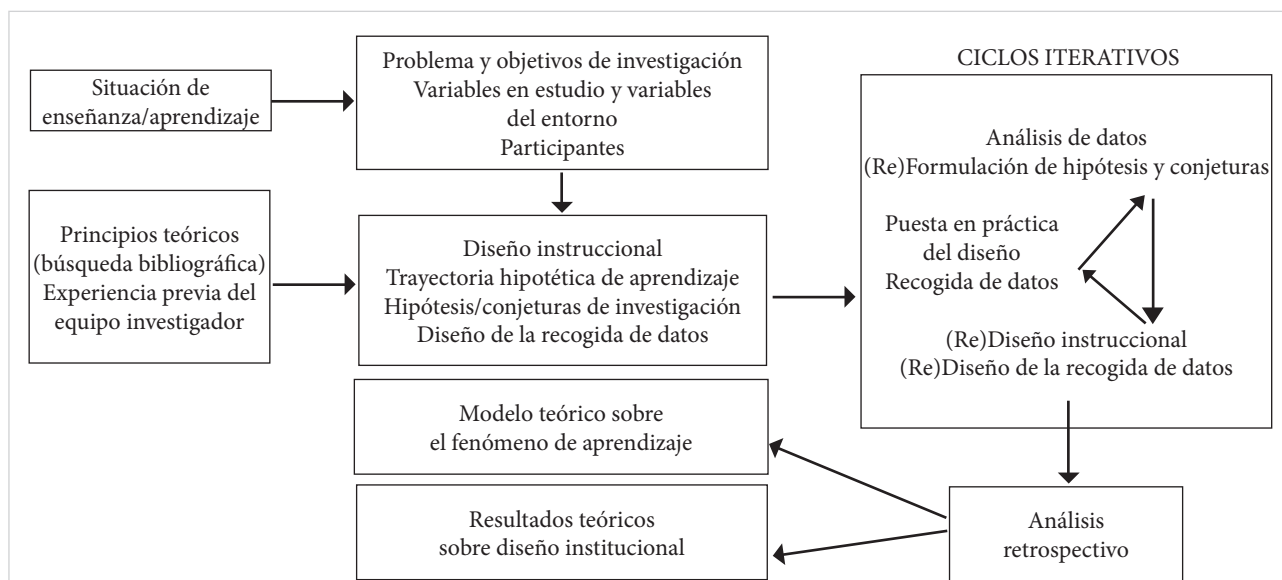 Situación de
enseñanza/aprendizaje
Problema y objetivos de investigación
Variables en estudio y variables
del entorno
Participantes
Principios teóricos
(búsqueda bibliográfica)
Experiencia previa del
equipo investigador
Diseño instruccional
Trayectoria hipotética de aprendizaje
Hipótesis/conjeturas de investigación
Diseño de la recogida de datos
CICLOS ITERATIVOS
Análisis de datos
(Re)Formulación de hipótesis y conjeturas
Puesta en práctica
del diseño
Recogida de datos
(Re)Diseño instruccional
(Re)Diseño de la recogida de datos
Modelo teórico sobre
el fenómeno de aprendizaje
Resultados teóricos
sobre diseño institucional
Análisis
retrospectivo